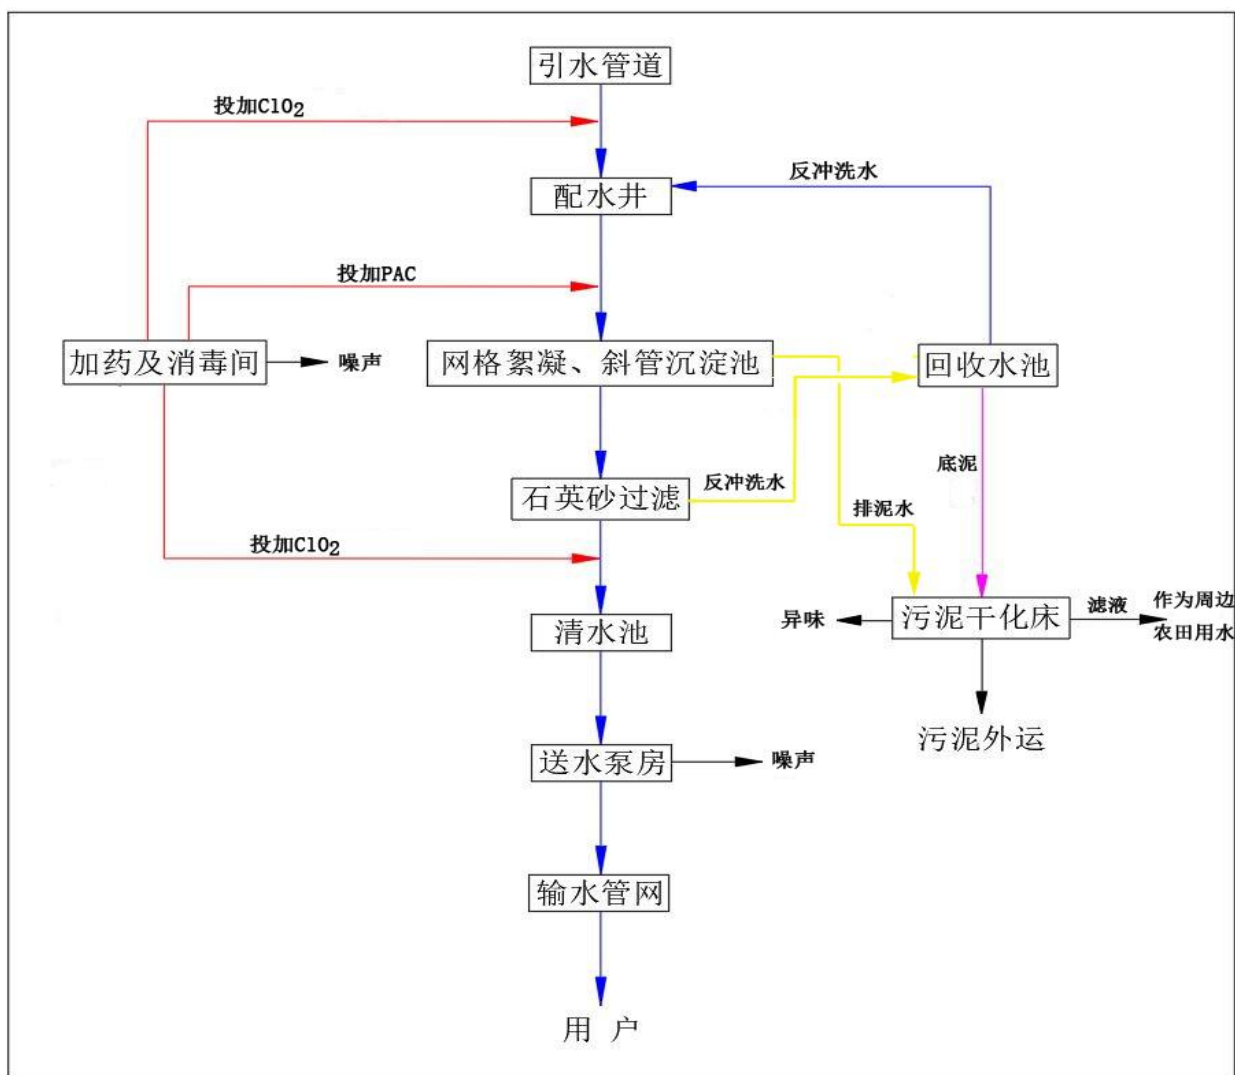 引水管道
投加ClO2
反冲洗水
配水井
投加PAC
加药及消毒间
噪声
网格絮凝、斜管沉淀池
回收水池
底泥
石英砂过滤
反冲洗水
排泥水
投加ClO2
清水池
异味
污泥干化床
滤液
作为周边
农田用水
送水泵房
噪声
污泥外运
输水管网
用 户